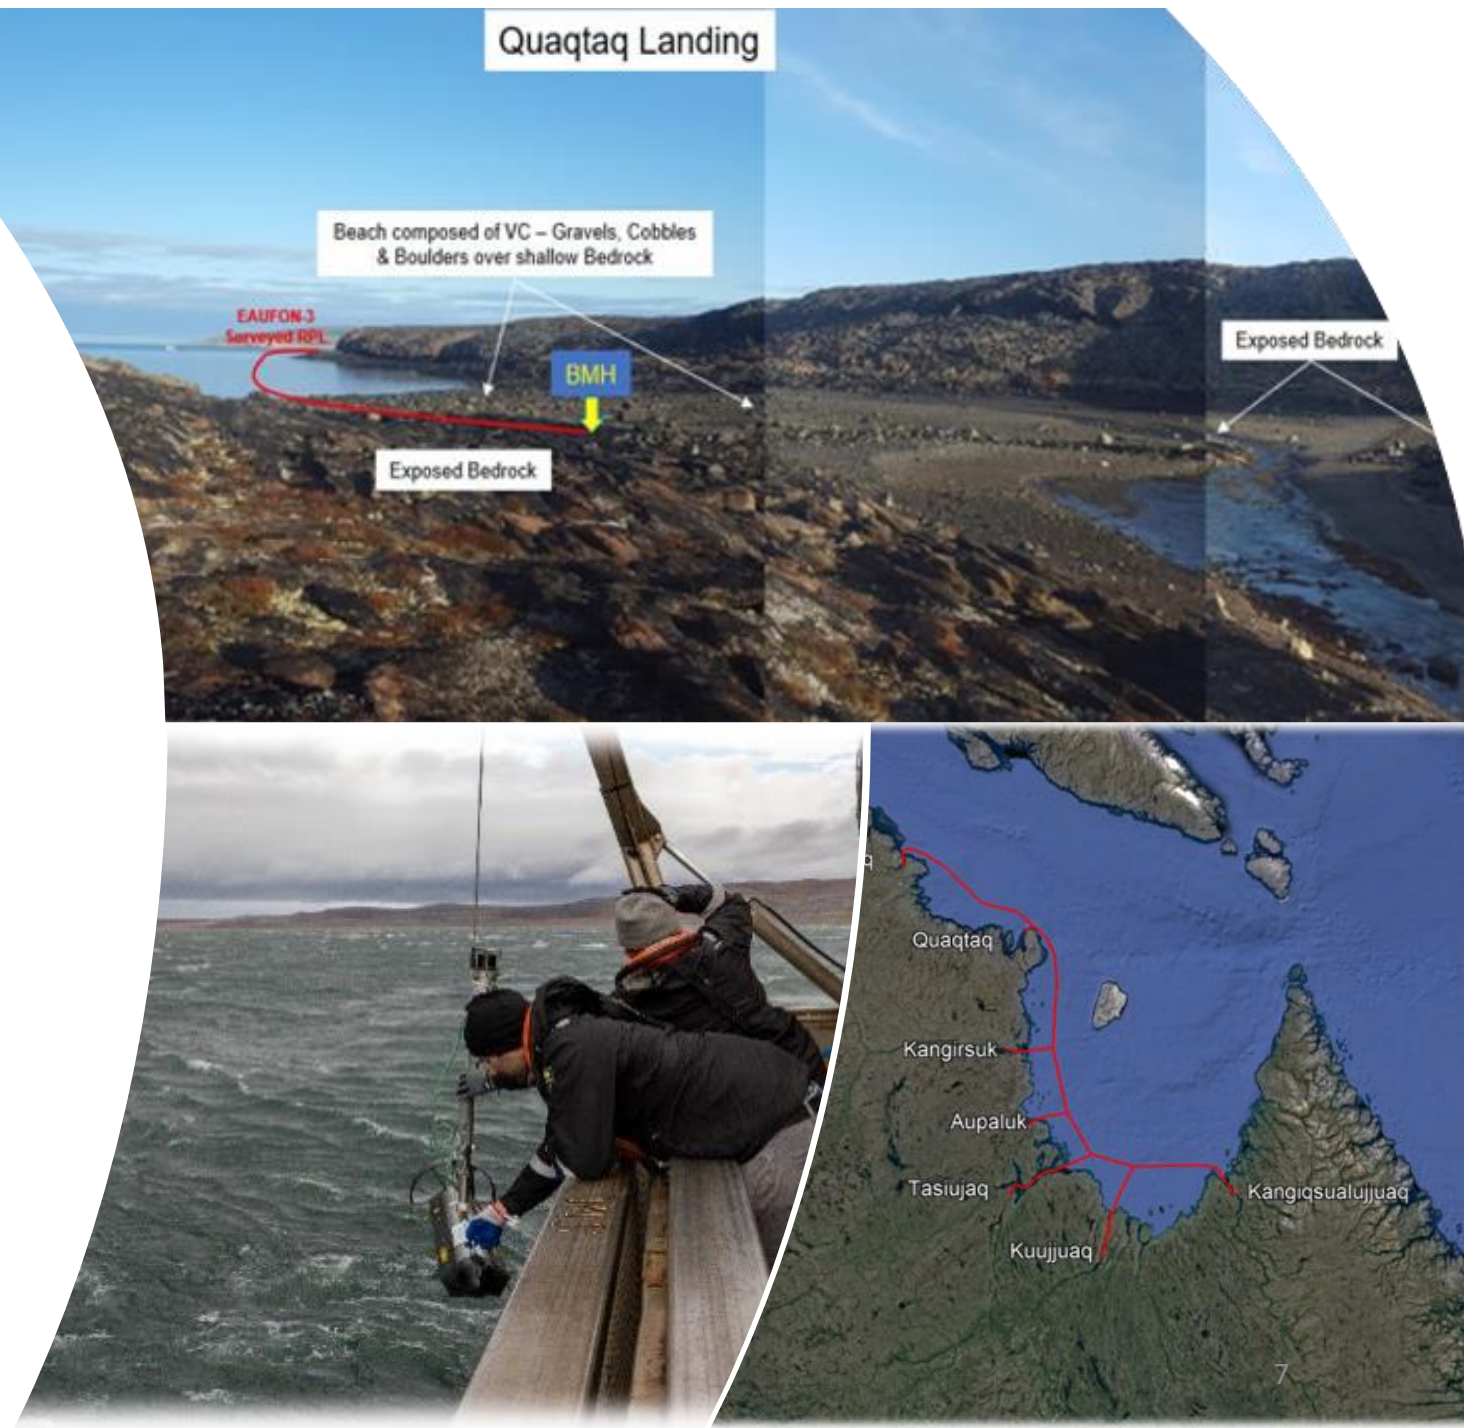 Quaqtaq Landing
Beach composed of VC – Gravels, Cobbles
& Boulders over shallow Bedrock
EAUFON-3
Surveyed RPL
Exposed Bedrock
BMH
Exposed Bedrock
q
Quaqtaq
Kangirsuk
Aupaluk
Tasiujaq
Kangiqsualujjuaq
Kuujjuaq
7